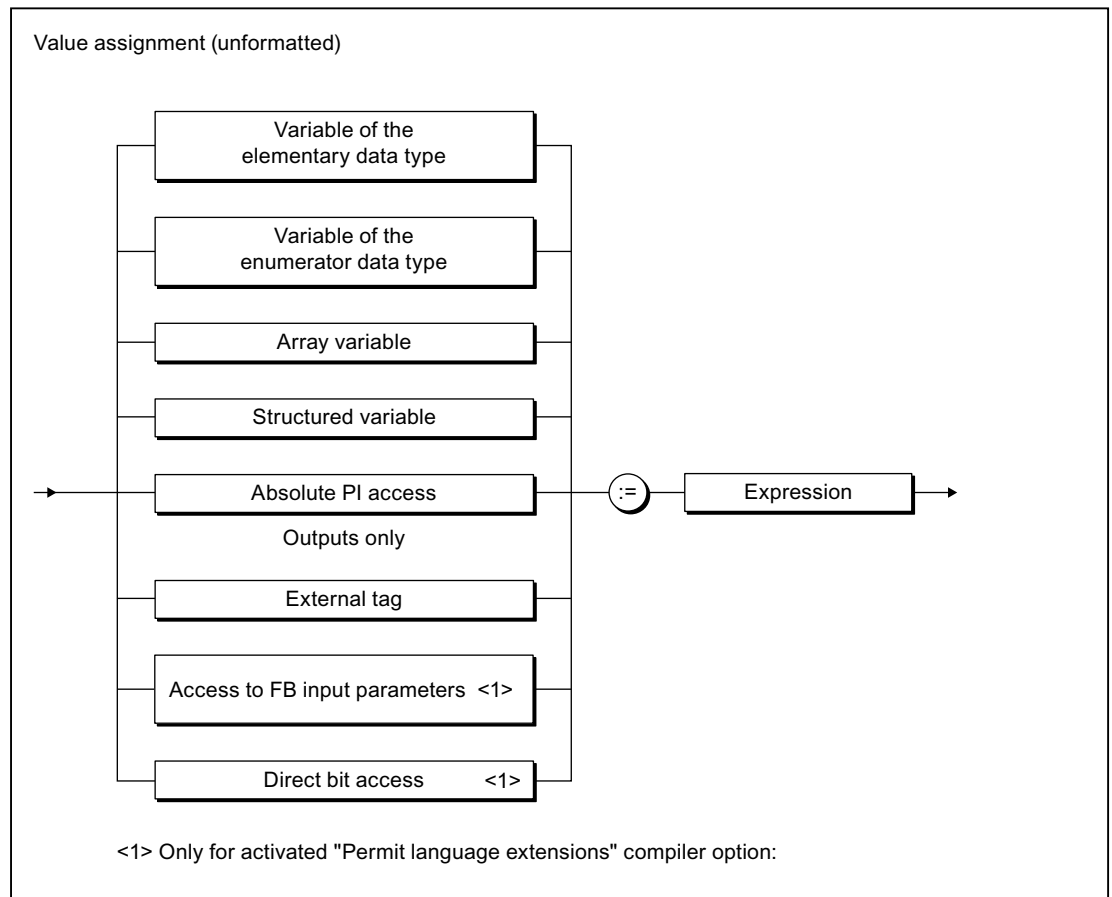 Value assignment (unformatted)
Variable of the
elementary data type
Variable of the
enumerator data type
Array variable
Structured variable
Absolute PI access
Outputs only
:=
Expression
External tag
Access to FB input parameters <1>
Direct bit access <1>
<1> Only for activated "Permit language extensions" compiler option: